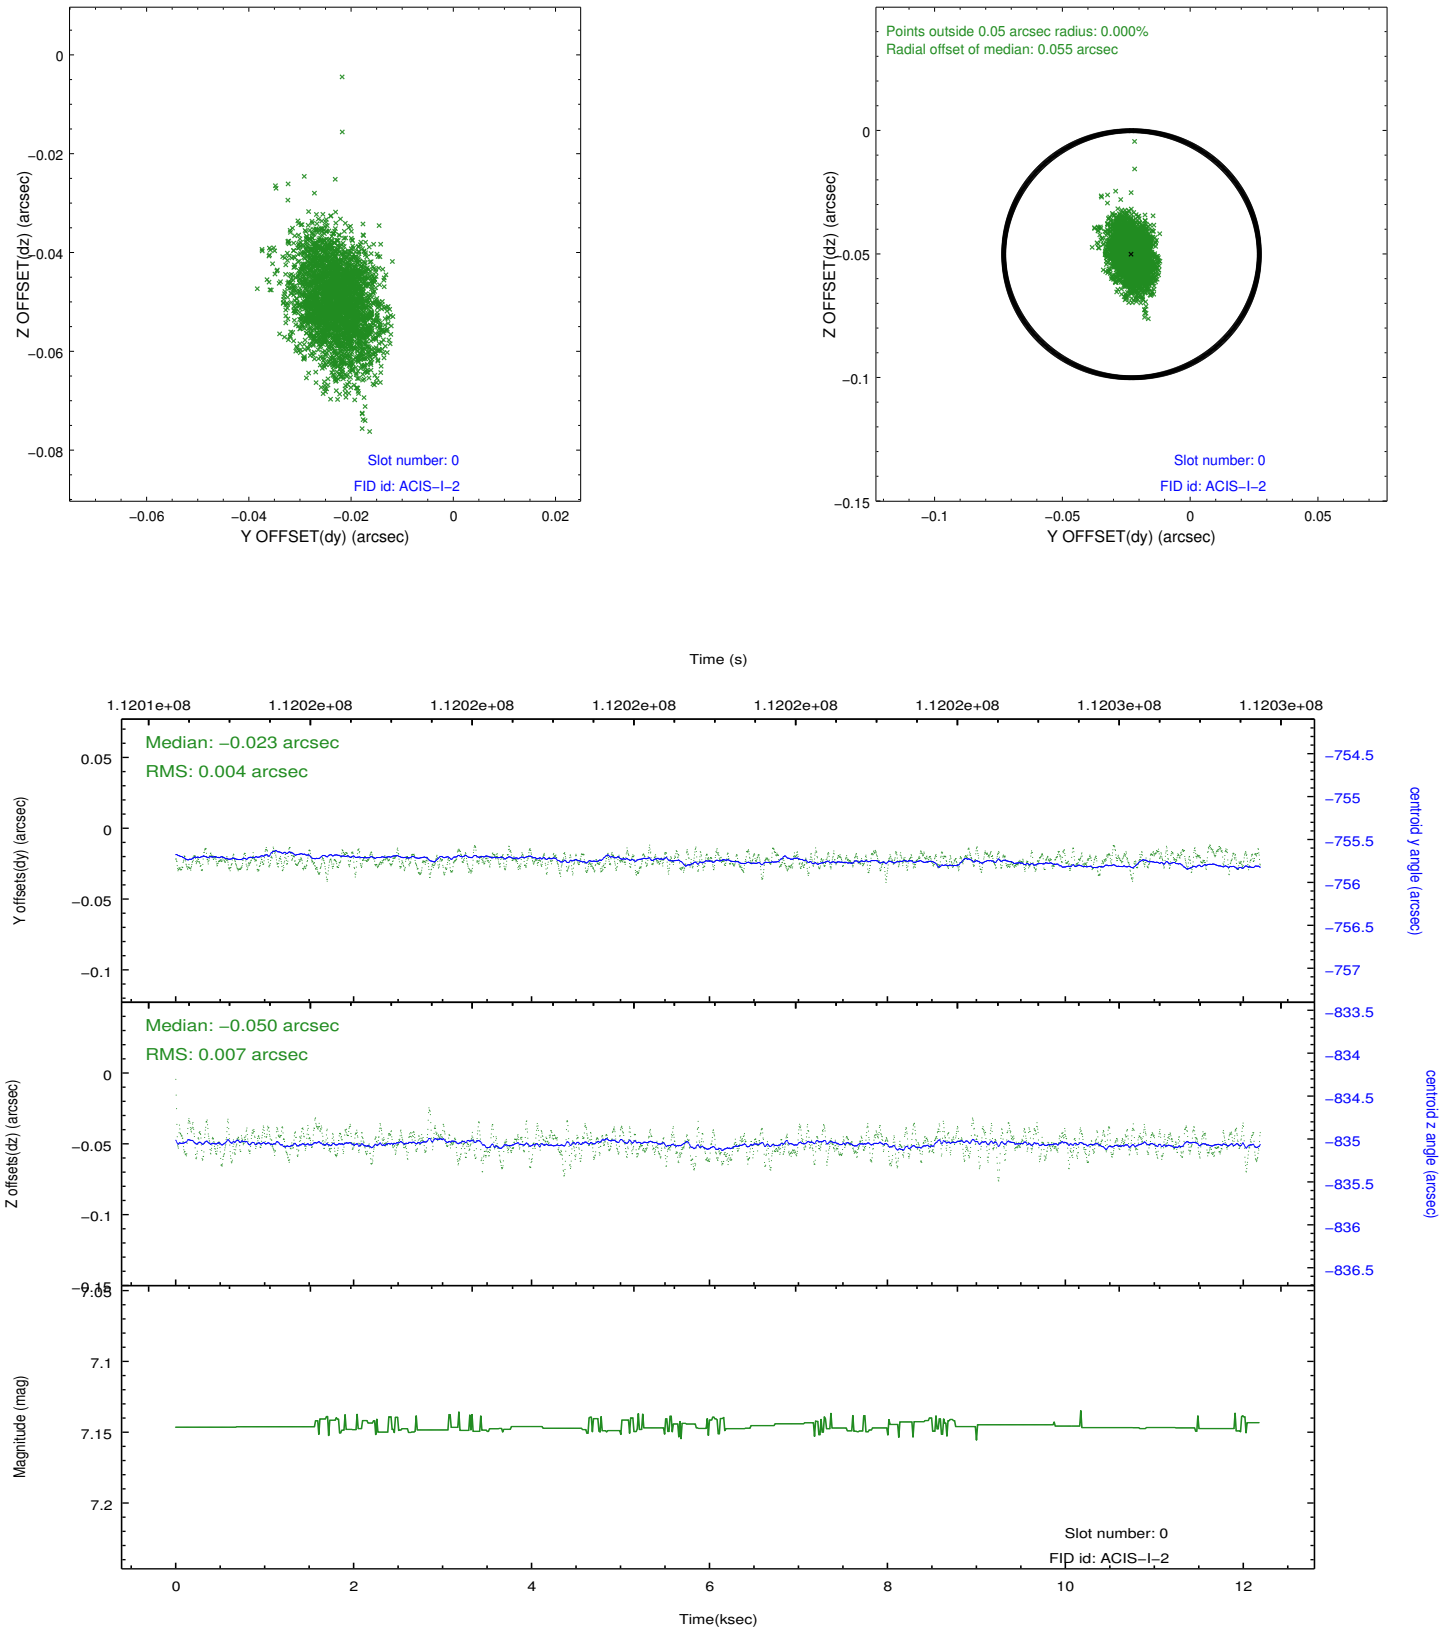 0
−0.02
−0.04
−0.06
−0.08
Z OFFSET(dz) (arcsec)
Slot number: 0
FID id: ACIS−I−2
−0.06 −0.04 −0.02 0 0.02
Y OFFSET(dy) (arcsec)
Points outside 0.05 arcsec radius: 0.000%
Radial offset of median: 0.055 arcsec
0
−0.05
−0.1
−0.15
Z OFFSET(dz) (arcsec)
Slot number: 0
FID id: ACIS−I−2
−0.1 −0.05 0 0.05
Y OFFSET(dy) (arcsec)
Time (s)
1.1201e+08 1.1202e+08 1.1202e+08 1.1202e+08 1.1202e+08 1.1202e+08 1.1203e+08 1.1203e+08
Median: −0.023 arcsec
RMS: 0.004 arcsec
0.05
0
−0.05
−0.1
Y offsets(dy) (arcsec)
−754.5
−755
−755.5
−756
−756.5
−757
centroid y angle (arcsec)
Median: −0.050 arcsec
RMS: 0.007 arcsec
0
−0.05
−0.1
−0.15
Z offsets(dz) (arcsec)
−833.5
−834
−834.5
−835
−835.5
−836
−836.5
centroid z angle (arcsec)
7.05
7.1
7.15
7.2
Magnitude (mag)
Slot number: 0
FID id: ACIS−I−2
0 2 4 6 8 10 12
Time(ksec)